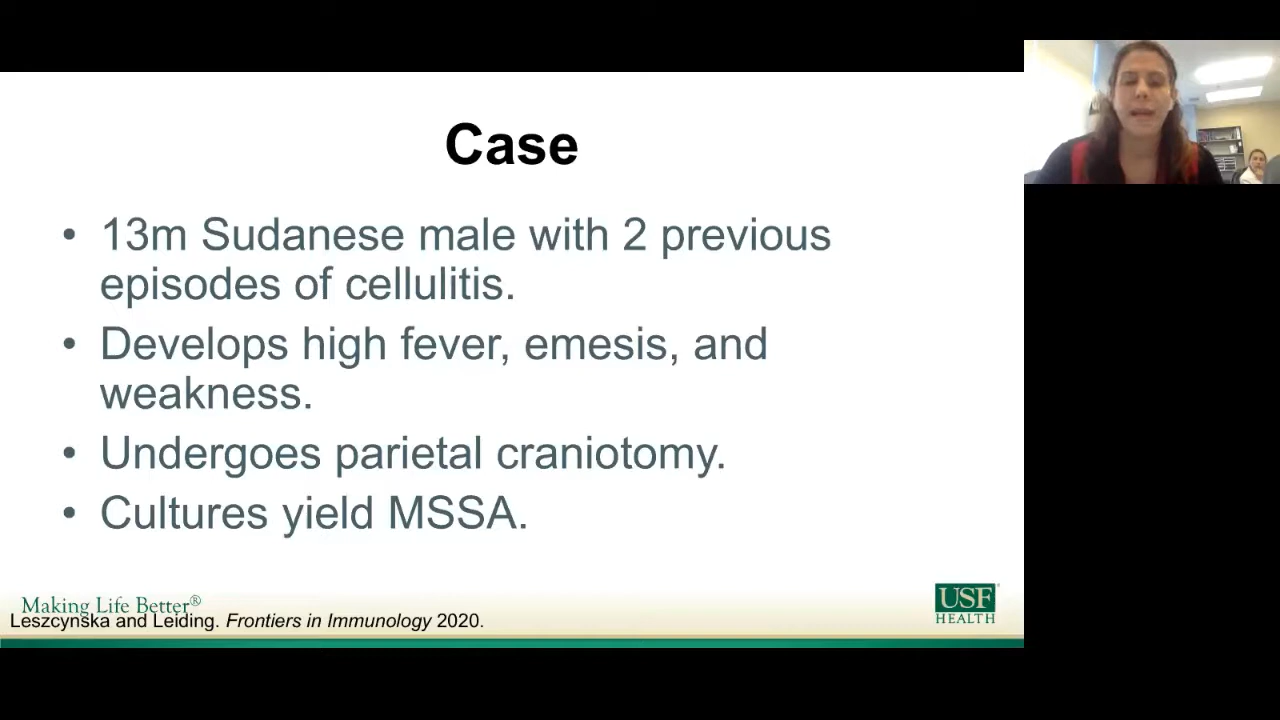 Case
• 13m Sudanese male with 2 previous
episodes of cellulitis.
• Develops high fever, emesis, and
weakness.
• Undergoes parietal craniotomy.
• Cultures yield MSSA.
Making Life Better®
Leszcynska and Leiding. Frontiers in Immunology 2020.
USF
HEALTH